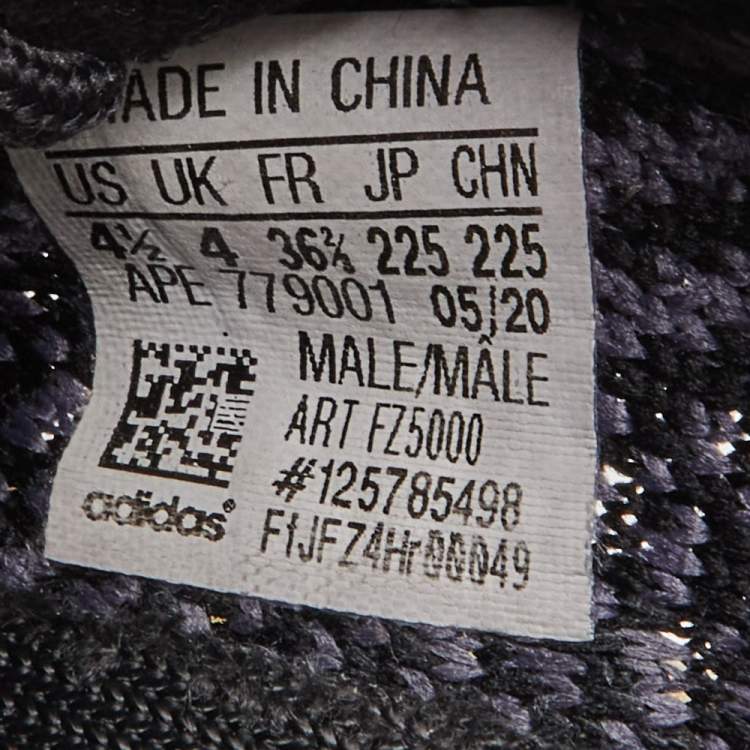 MADE IN CHINA
US UK FR JP CHN
4½ 4 36⅔ 225 225
APE 779001 05/20
MALE/MÂLE
ART FZ5000
#125785498
adidas®